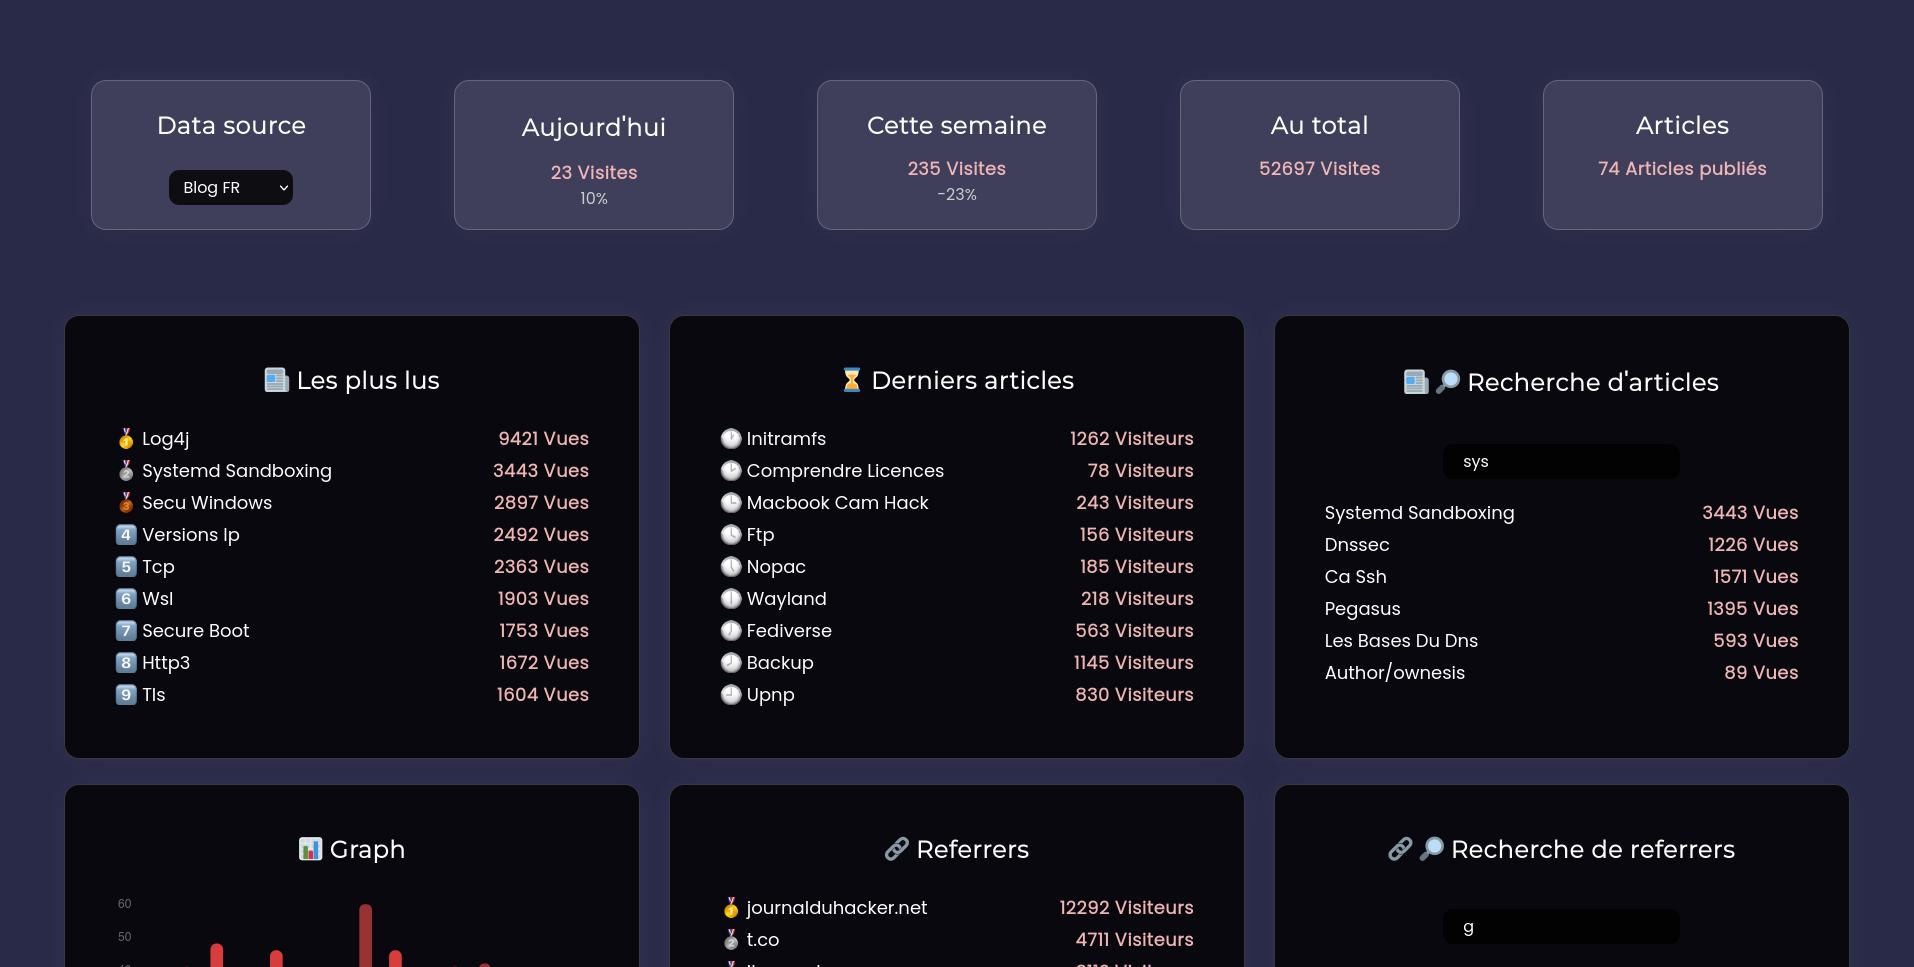 Data source
Blog FR
Aujourd'hui
23 Visites
10%
Cette semaine
235 Visites
-23%
Au total
52697 Visites
Articles
74 Articles publiés
Les plus lus
Log4j 9421 Vues
Systemd Sandboxing 3443 Vues
Secu Windows 2897 Vues
4 Versions Ip 2492 Vues
5 Tcp 2363 Vues
6 Wsl 1903 Vues
7 Secure Boot 1753 Vues
8 Http3 1672 Vues
9 Tls 1604 Vues
Derniers articles
Initramfs 1262 Visiteurs
Comprendre Licences 78 Visiteurs
Macbook Cam Hack 243 Visiteurs
Ftp 156 Visiteurs
Nopac 185 Visiteurs
Wayland 218 Visiteurs
Fediverse 563 Visiteurs
Backup 1145 Visiteurs
Upnp 830 Visiteurs
Recherche d'articles
sys
Systemd Sandboxing 3443 Vues
Dnssec 1226 Vues
Ca Ssh 1571 Vues
Pegasus 1395 Vues
Les Bases Du Dns 593 Vues
Author/ownesis 89 Vues
Graph
60
50
Referrers
journalduhacker.net 12292 Visiteurs
t.co 4711 Visiteurs
Recherche de referrers
g